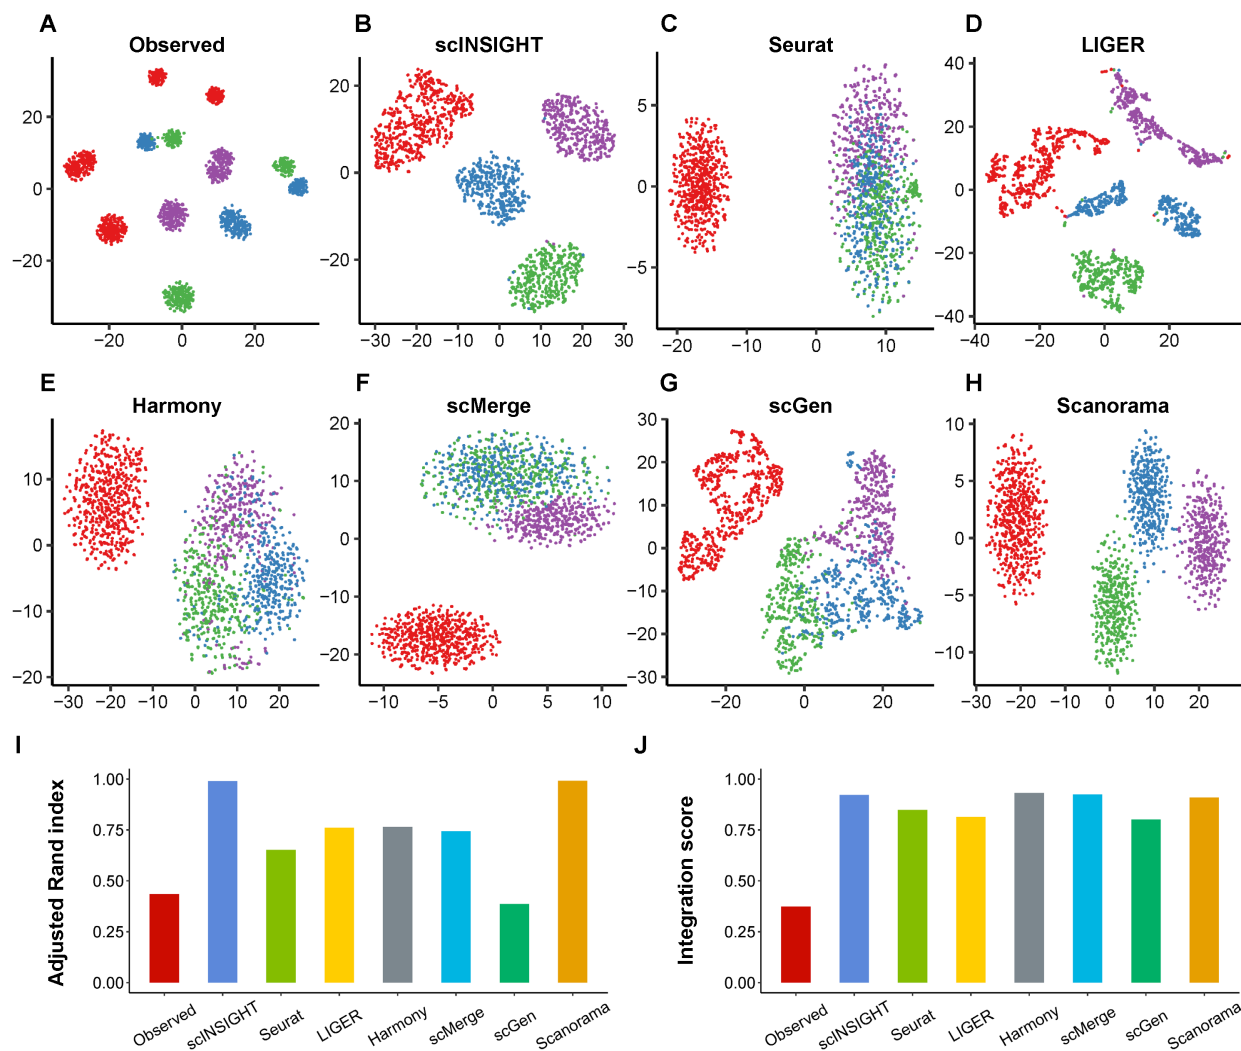 A
Observed
20
0
−20
−20
0
20
B
scINSIGHT
20
0
−20
−30
−20
−10
0
10
20
30
C
Seurat
5
0
−5
−20
−10
0
10
D
LIGER
40
20
0
−20
−40
−40
−20
0
20
E
Harmony
10
0
−10
−20
−30
−20
−10
0
10
20
F
scMerge
20
10
0
−10
−20
−10
−5
0
5
10
G
scGen
30
20
10
0
−10
−20
−30
−20
0
20
H
Scanorama
10
5
0
−5
−10
−30
−20
−10
0
10
20
I
Adjusted Rand index
1.00
0.75
0.50
0.25
0.00
Observed
scINSIGHT
Seurat
LIGER
Harmony
scMerge
scGen
Scanorama
J
Integration score
1.00
0.75
0.50
0.25
0.00
Observed
scINSIGHT
Seurat
LIGER
Harmony
scMerge
scGen
Scanorama